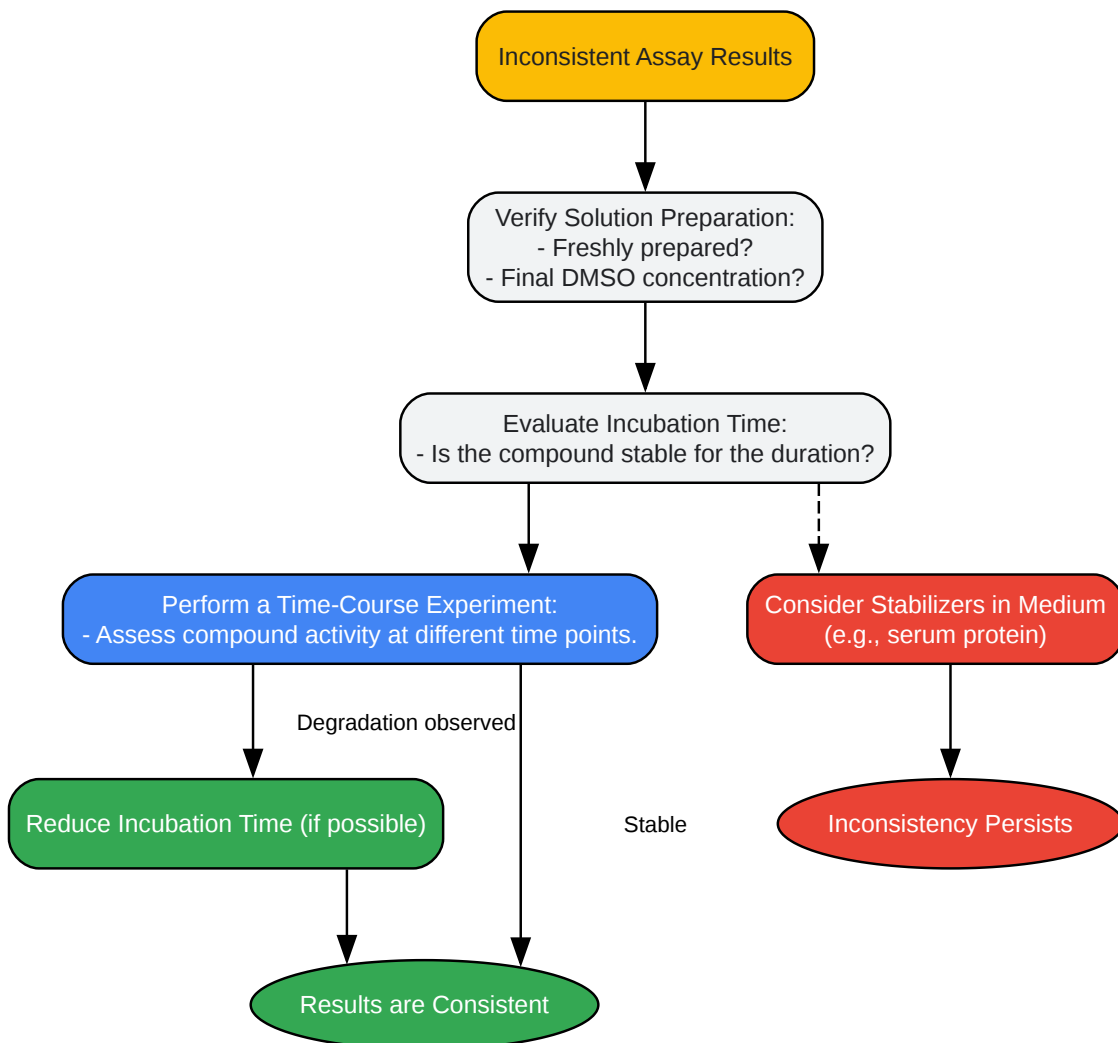 Inconsistent Assay Results
Verify Solution Preparation:
- Freshly prepared?
- Final DMSO concentration?
Evaluate Incubation Time:
- Is the compound stable for the duration?
Perform a Time-Course Experiment:
- Assess compound activity at different time points.
Consider Stabilizers in Medium
(e.g., serum protein)
Degradation observed
Reduce Incubation Time (if possible)
Stable
Inconsistency Persists
Results are Consistent